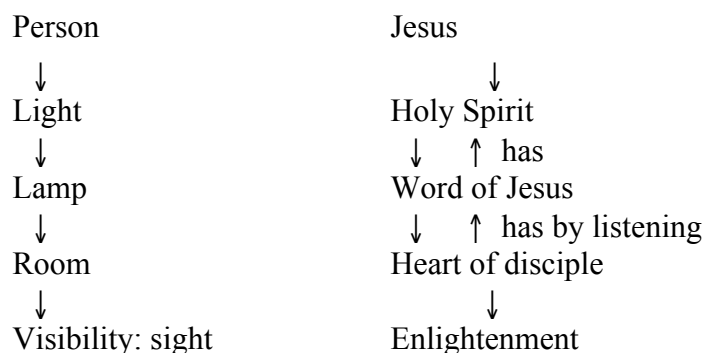 Person Jesus
↓ ↓
Light Holy Spirit
↓ ↓ ↑ has
Lamp Word of Jesus
↓ ↓ ↑ has by listening
Room Heart of disciple
↓ ↓
Visibility: sight Enlightenment